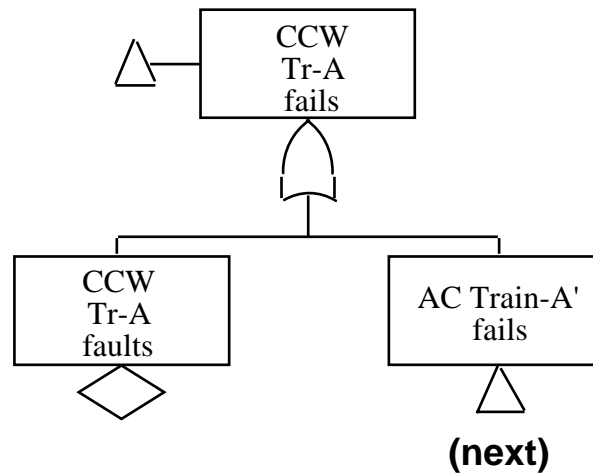 CCW
Tr-A
fails
CCW
Tr-A
faults
AC Train-A'
fails
(next)